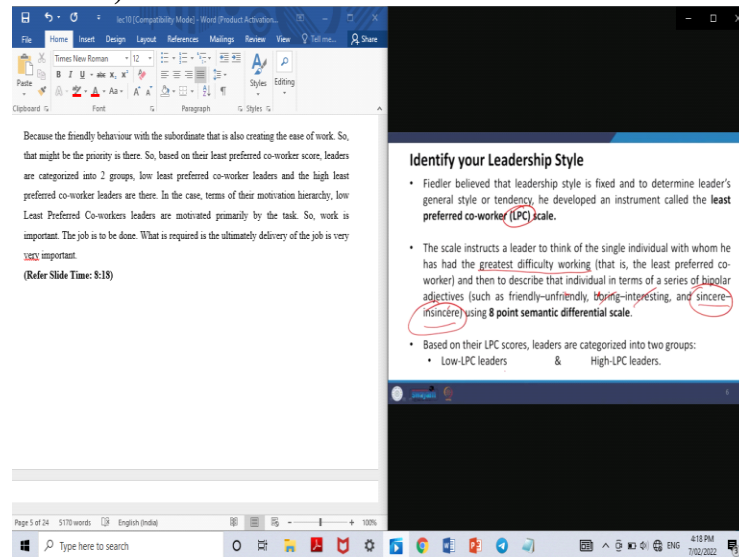 lec10 [Compatibility Mode] - Word (Product Activation...
File Home Insert Design Layout References Mailings Review View Tell me... Share
Times New Roman 12
Paste
B I U abc x, x²
Aa
Styles Editing
Clipboard Font Paragraph Styles
Because the friendly behaviour with the subordinate that is also creating the ease of work. So,
that might be the priority is there. So, based on their least preferred co-worker score, leaders
are categorized into 2 groups, low least preferred co-worker leaders and the high least
preferred co-worker leaders are there. In the case, terms of their motivation hierarchy, low
Least Preferred Co-workers leaders are motivated primarily by the task. So, work is
important. The job is to be done. What is required is the ultimately delivery of the job is very
very important.
(Refer Slide Time: 8:18)
Identify your Leadership Style
• Fiedler believed that leadership style is fixed and to determine leader's
general style or tendency, he developed an instrument called the least
preferred co-worker (LPC) scale.
• The scale instructs a leader to think of the single individual with whom he
has had the greatest difficulty working (that is, the least preferred co-
worker) and then to describe that individual in terms of a series of bipolar
adjectives (such as friendly–unfriendly, boring–interesting, and sincere–
insincere) using 8 point semantic differential scale.
• Based on their LPC scores, leaders are categorized into two groups:
• Low-LPC leaders & High-LPC leaders.
swayam
6
Page 5 of 24 5170 words English (India) 100%
Type here to search
ENG
4:18 PM
7/02/2022